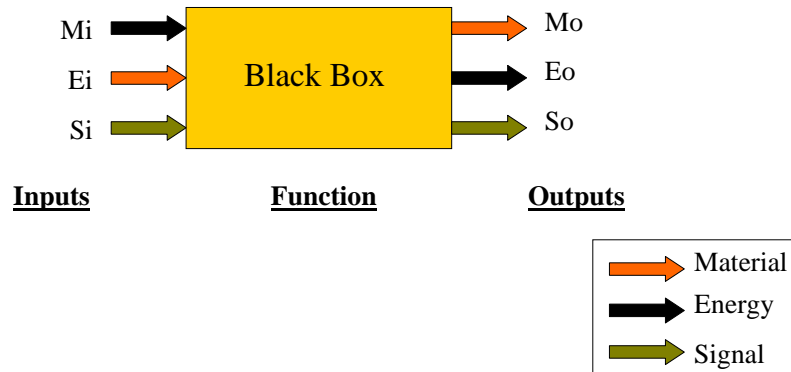 Mi
Mo
Ei
Black Box
Eo
Si
So
Inputs
Function
Outputs
Material
Energy
Signal